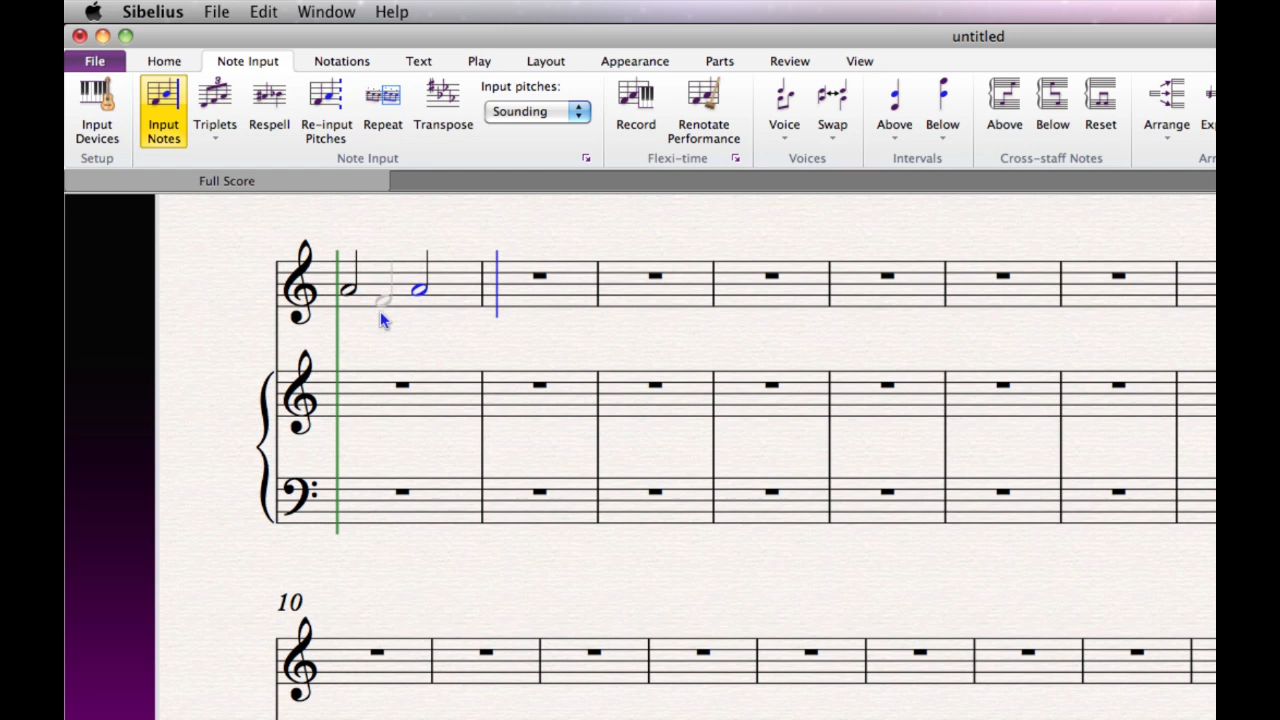 Sibelius File Edit Window Help
untitled
File Home Note Input Notations Text Play Layout Appearance Parts Review View
Input pitches:
Sounding
Input Devices
Input Notes
Triplets
Respell
Re-input Pitches
Repeat
Transpose
Record
Renotate Performance
Voice
Swap
Above
Below
Above
Below
Reset
Arrange
Setup Note Input Flexi-time Voices Intervals Cross-staff Notes
Full Score
10